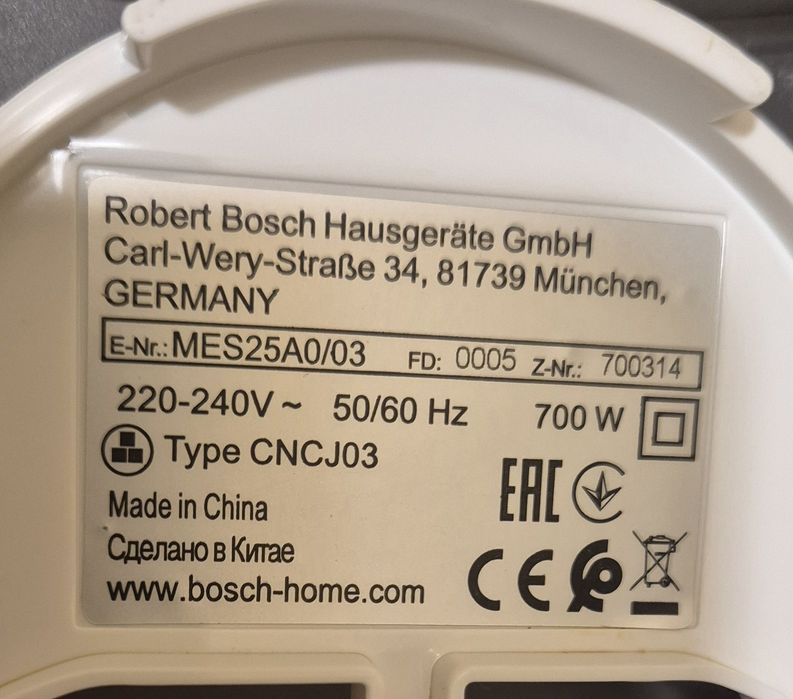 Robert Bosch Hausgeräte GmbH
Carl-Wery-Straße 34, 81739 München,
GERMANY
E-Nr.: MES25A0/03 FD: 0005 Z-Nr.: 700314
220-240V ~ 50/60 Hz 700 W
Type CNCJ03
Made in China
Сделано в Китае
www.bosch-home.com
EAC
CE